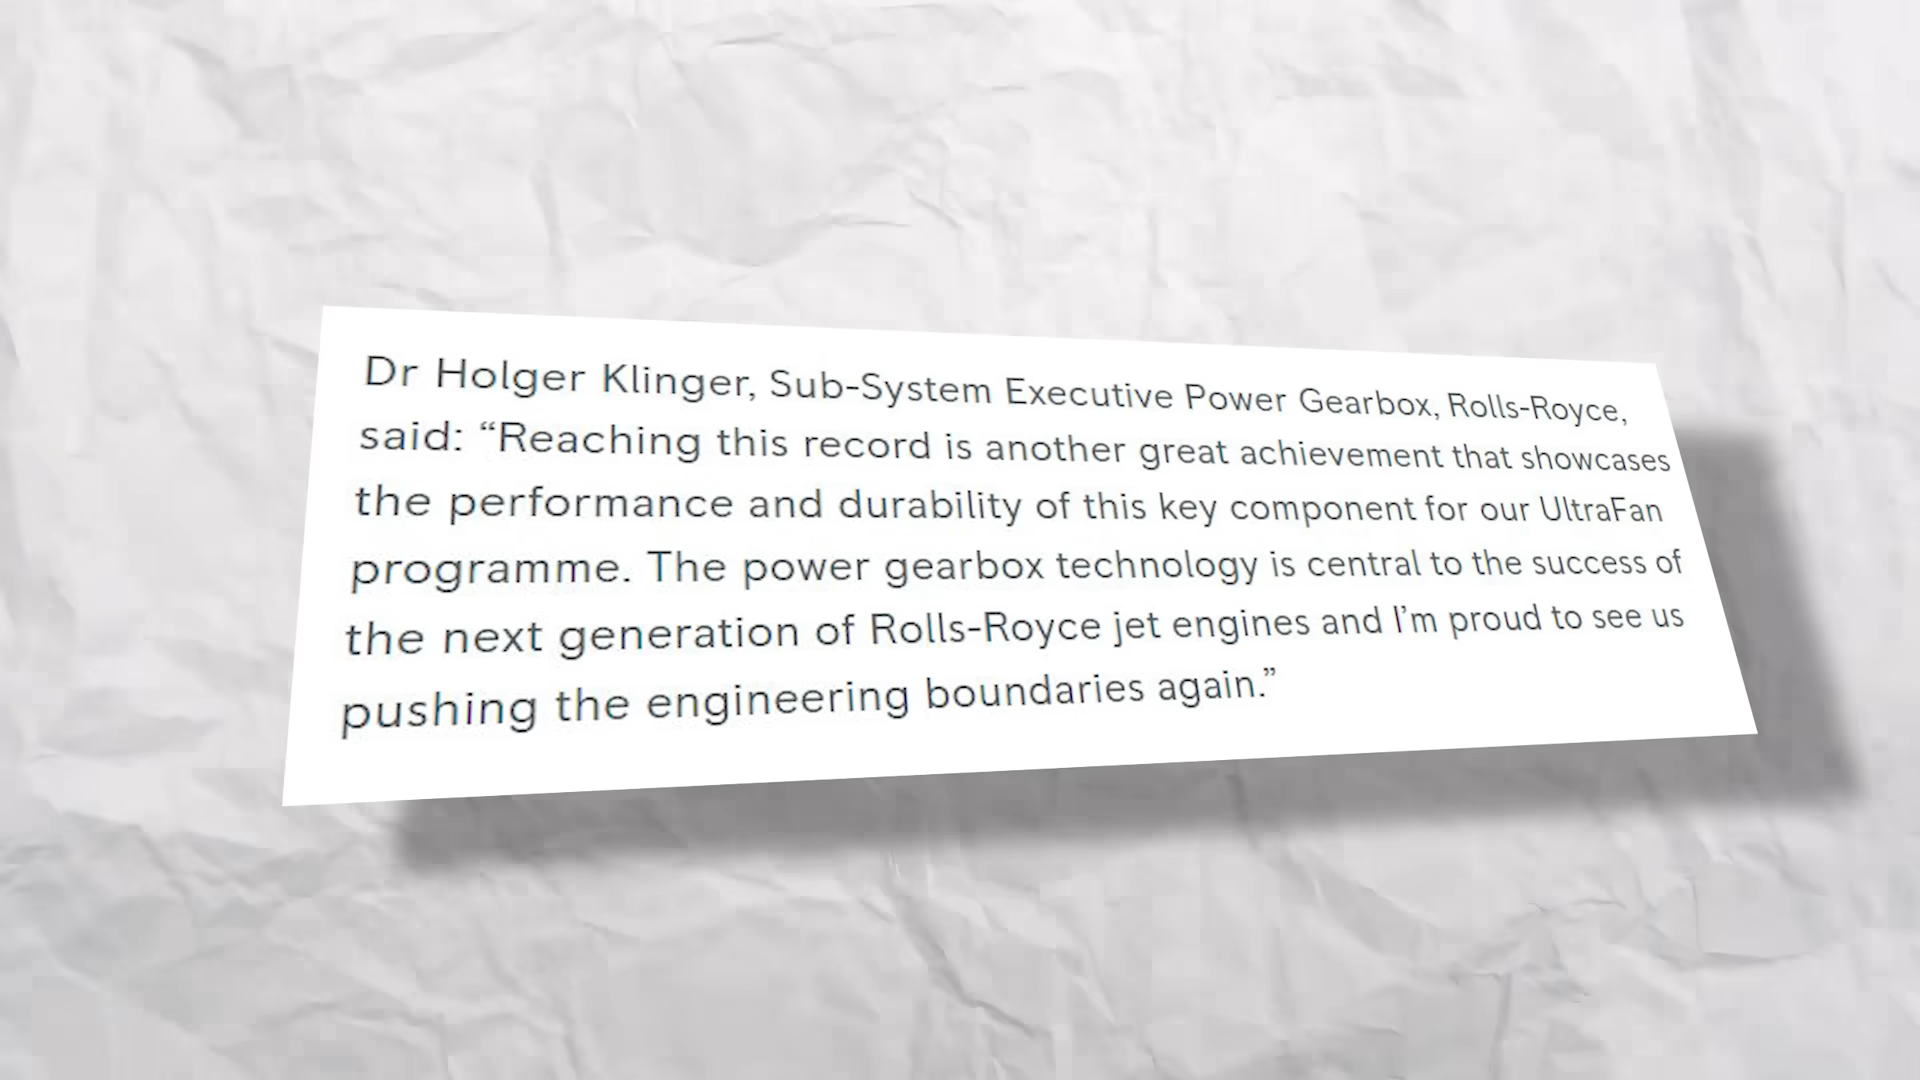 Dr Holger Klinger, Sub-System Executive Power Gearbox, Rolls-Royce,
said: “Reaching this record is another great achievement that showcases
the performance and durability of this key component for our UltraFan
programme. The power gearbox technology is central to the success of
the next generation of Rolls-Royce jet engines and I’m proud to see us
pushing the engineering boundaries again.”